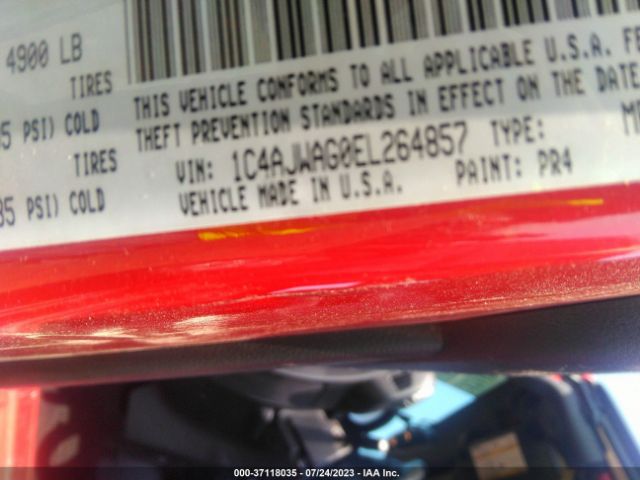 4900 LB
TIRES
THIS VEHICLE CONFORMS TO ALL APPLICABLE U.S.A.
PSI) COLD
THEFT PREVENTION STANDARDS IN EFFECT ON THE DATE
TIRES
VIN: 1C4AJWAG0EL264857 TYPE:
35 PSI) COLD
VEHICLE MADE IN U.S.A. PAINT: PR4
000-37118035 - 07/24/2023 - IAA Inc.